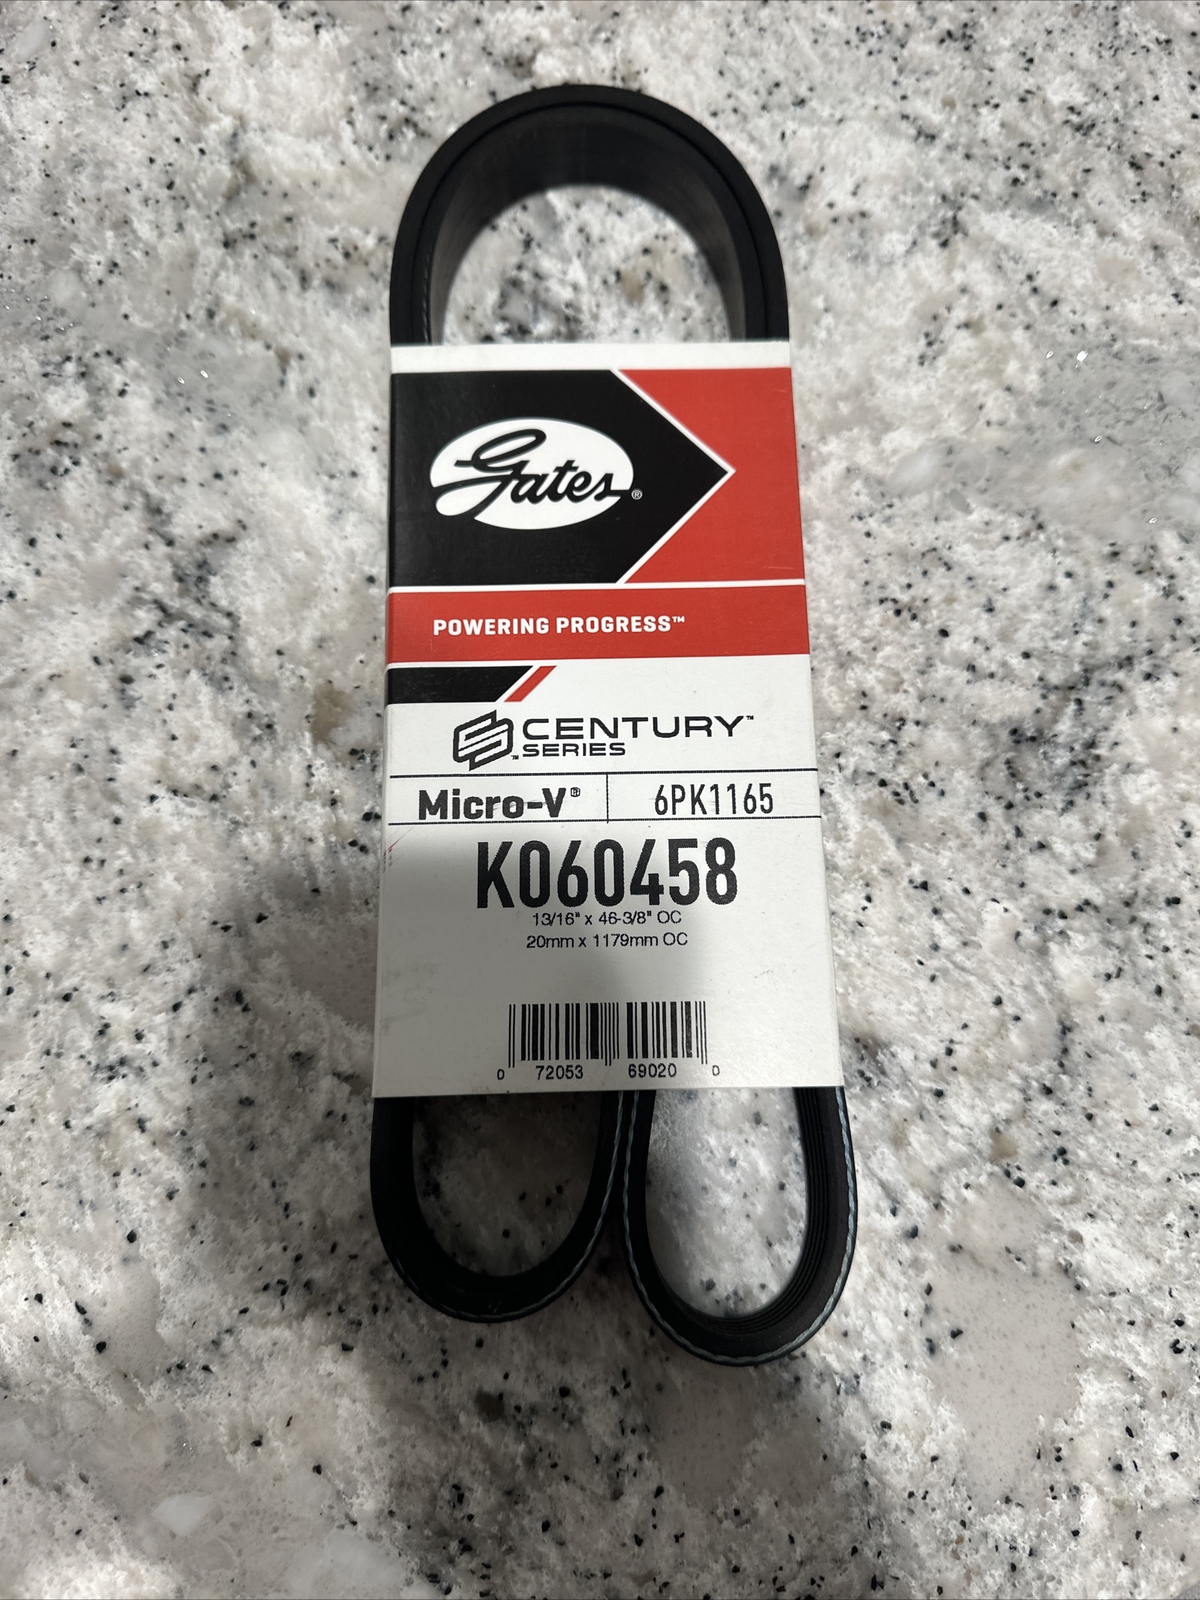 Gates®
POWERING PROGRESS™
CENTURY™
SERIES™
Micro-V® 6PK1165
K060458
13/16" x 46-3/8" OC
20mm x 1179mm OC
0 72053 69020 0